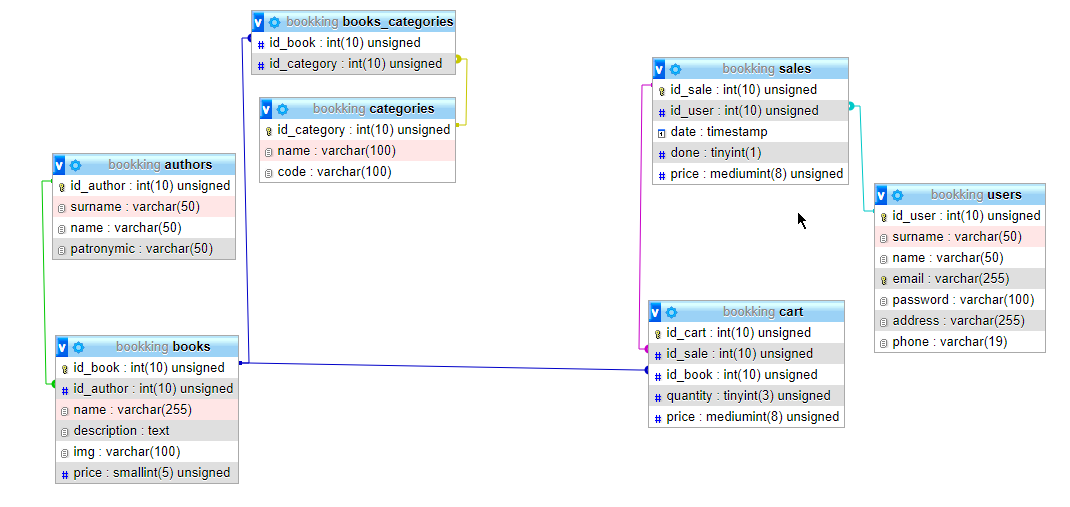 bookking books_categories
id_book : int(10) unsigned
id_category : int(10) unsigned
bookking categories
id_category : int(10) unsigned
name : varchar(100)
code : varchar(100)
bookking authors
id_author : int(10) unsigned
surname : varchar(50)
name : varchar(50)
patronymic : varchar(50)
bookking books
id_book : int(10) unsigned
id_author : int(10) unsigned
name : varchar(255)
description : text
img : varchar(100)
price : smallint(5) unsigned
bookking sales
id_sale : int(10) unsigned
id_user : int(10) unsigned
date : timestamp
done : tinyint(1)
price : mediumint(8) unsigned
bookking users
id_user : int(10) unsigned
surname : varchar(50)
name : varchar(50)
email : varchar(255)
password : varchar(100)
address : varchar(255)
phone : varchar(19)
bookking cart
id_cart : int(10) unsigned
id_sale : int(10) unsigned
id_book : int(10) unsigned
quantity : tinyint(3) unsigned
price : mediumint(8) unsigned